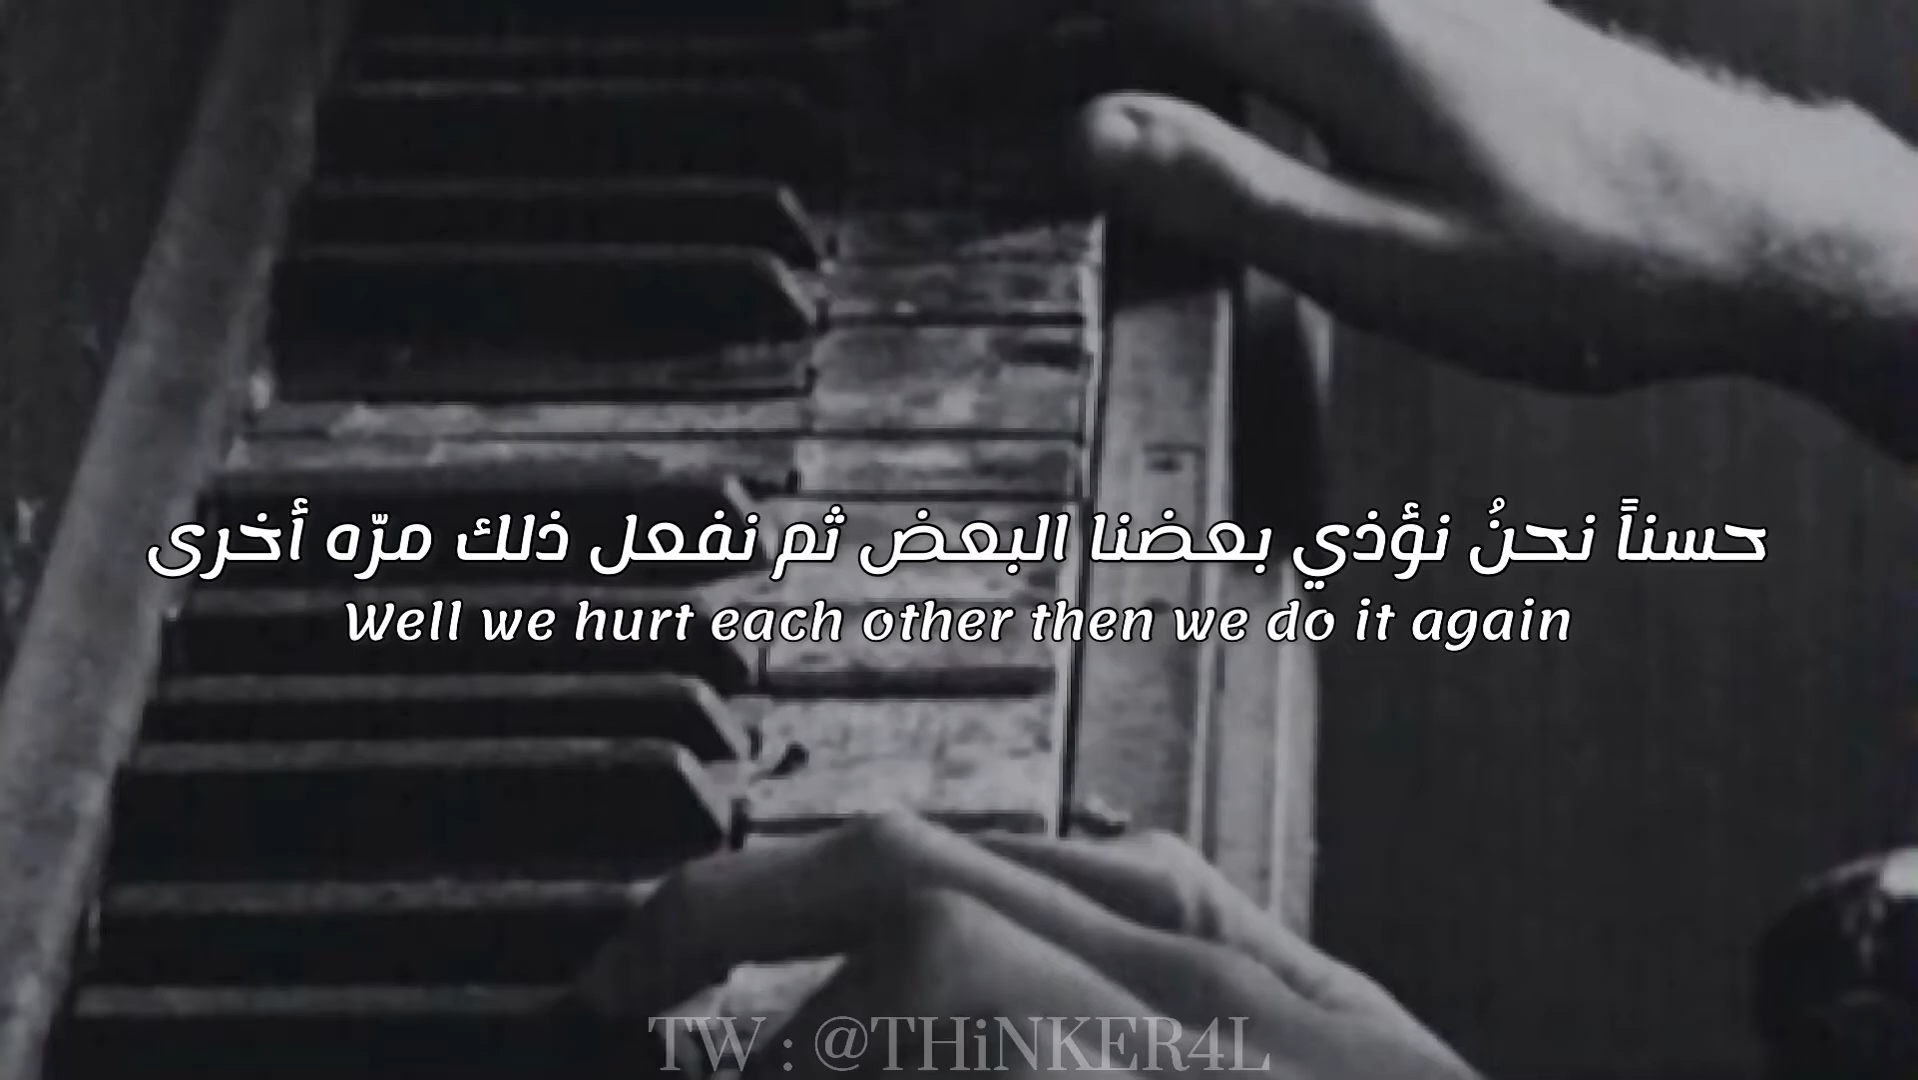 حسناً نحنُ نؤذي بعضنا البعض ثم نفعل ذلك مرّه أخرى
Well we hurt each other then we do it again
TW : @THiNKER4L